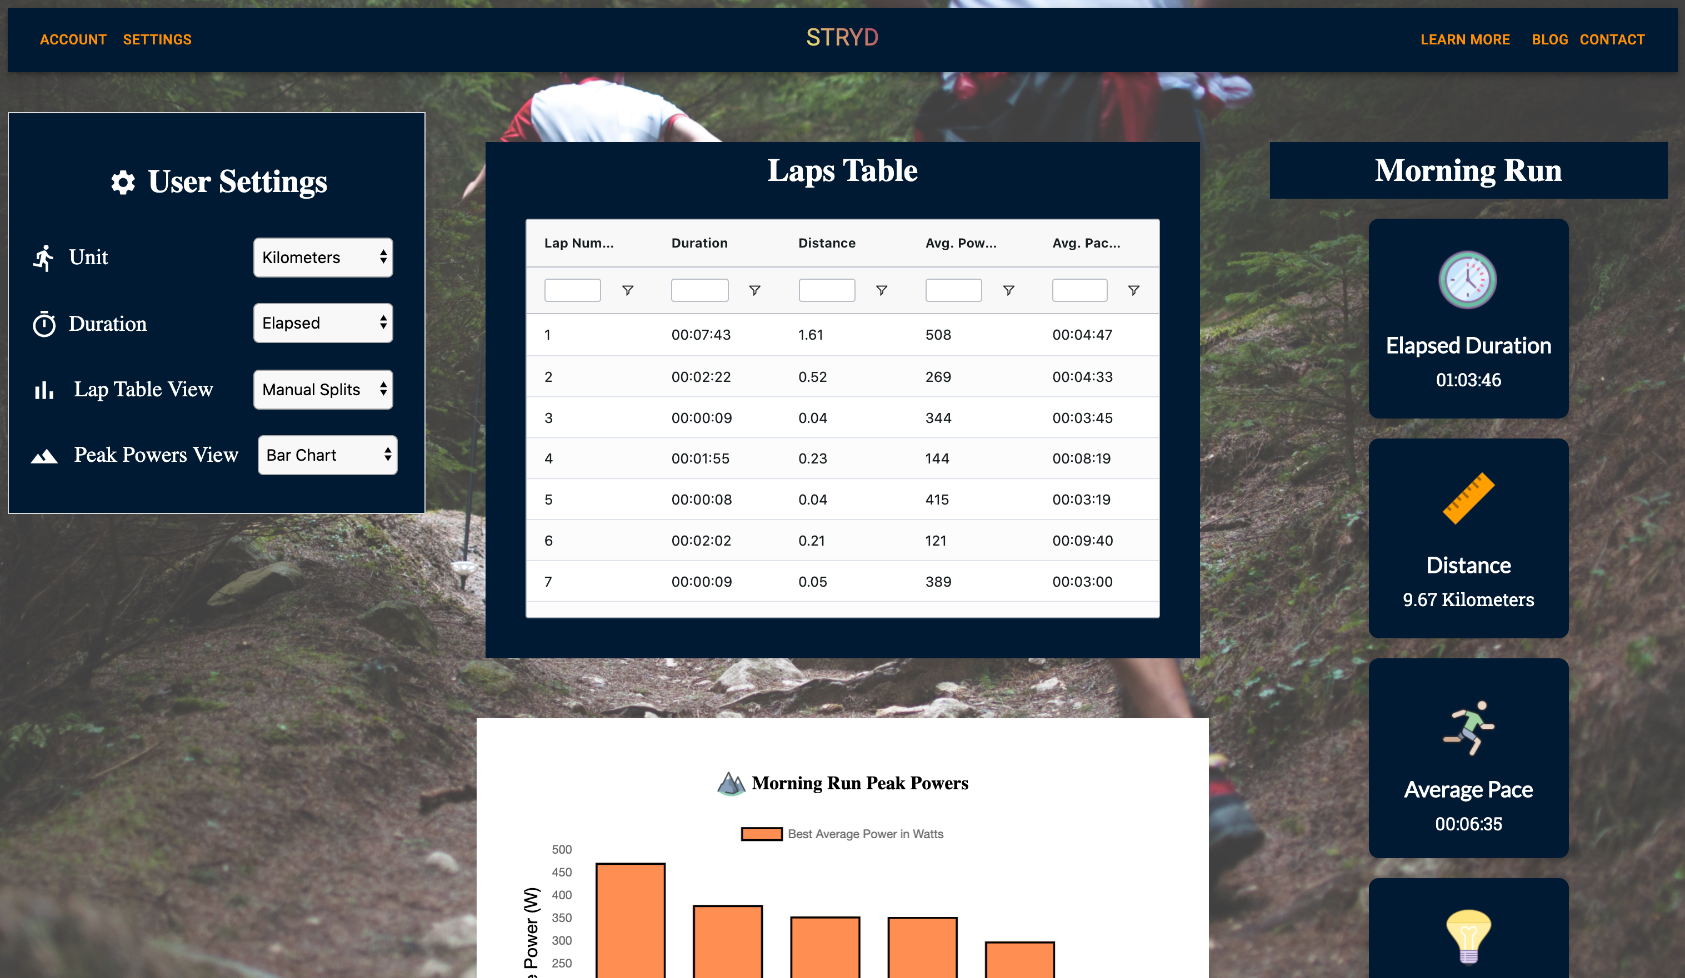 ACCOUNT SETTINGS STRYD LEARN MORE BLOG CONTACT
User Settings
Unit Kilometers
Duration Elapsed
Lap Table View Manual Splits
Peak Powers View Bar Chart
Laps Table
Lap Num... Duration Distance Avg. Pow... Avg. Pac...
1 00:07:43 1.61 508 00:04:47
2 00:02:22 0.52 269 00:04:33
3 00:00:09 0.04 344 00:03:45
4 00:01:55 0.23 144 00:08:19
5 00:00:08 0.04 415 00:03:19
6 00:02:02 0.21 121 00:09:40
7 00:00:09 0.05 389 00:03:00
Morning Run Peak Powers
Best Average Power in Watts
500
450
400
350
300
250
Power (W)
Morning Run
Elapsed Duration
01:03:46
Distance
9.67 Kilometers
Average Pace
00:06:35